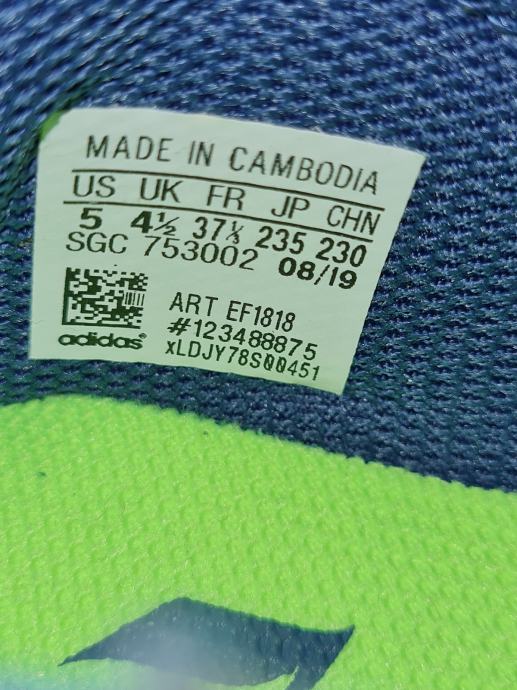 MADE IN CAMBODIA
US UK FR JP CHN
5 4½ 37⅓ 235 230
SGC 753002 08/19
ART EF1818
#123488875
xLDJY78S00451
adidas®